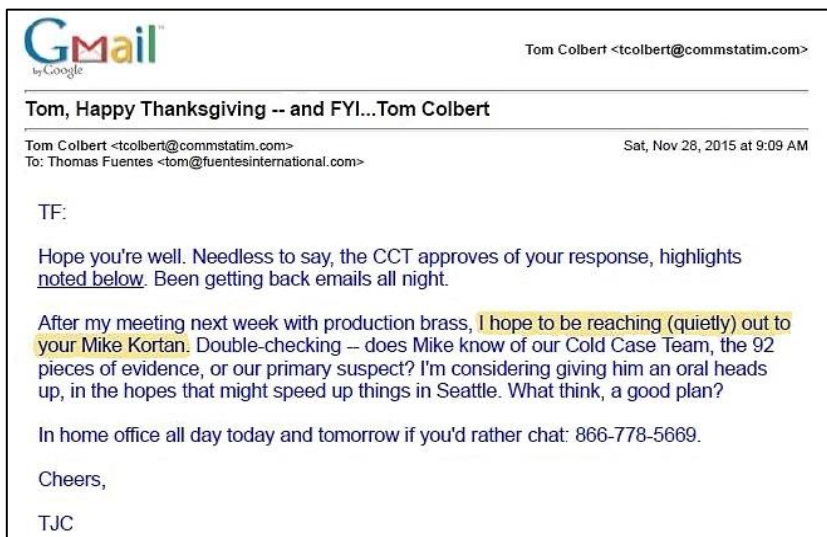 Gmail
by Google
Tom Colbert <tcolbert@commstatim.com>
Tom, Happy Thanksgiving -- and FYI...Tom Colbert
Tom Colbert <tcolbert@commstatim.com>
Sat, Nov 28, 2015 at 9:09 AM
To: Thomas Fuentes <tom@fuentesinternational.com>
TF:
Hope you're well. Needless to say, the CCT approves of your response, highlights
noted below. Been getting back emails all night.
After my meeting next week with production brass, I hope to be reaching (quietly) out to
your Mike Kortan. Double-checking -- does Mike know of our Cold Case Team, the 92
pieces of evidence, or our primary suspect? I'm considering giving him an oral heads
up, in the hopes that might speed up things in Seattle. What think, a good plan?
In home office all day today and tomorrow if you'd rather chat: 866-778-5669.
Cheers,
TJC